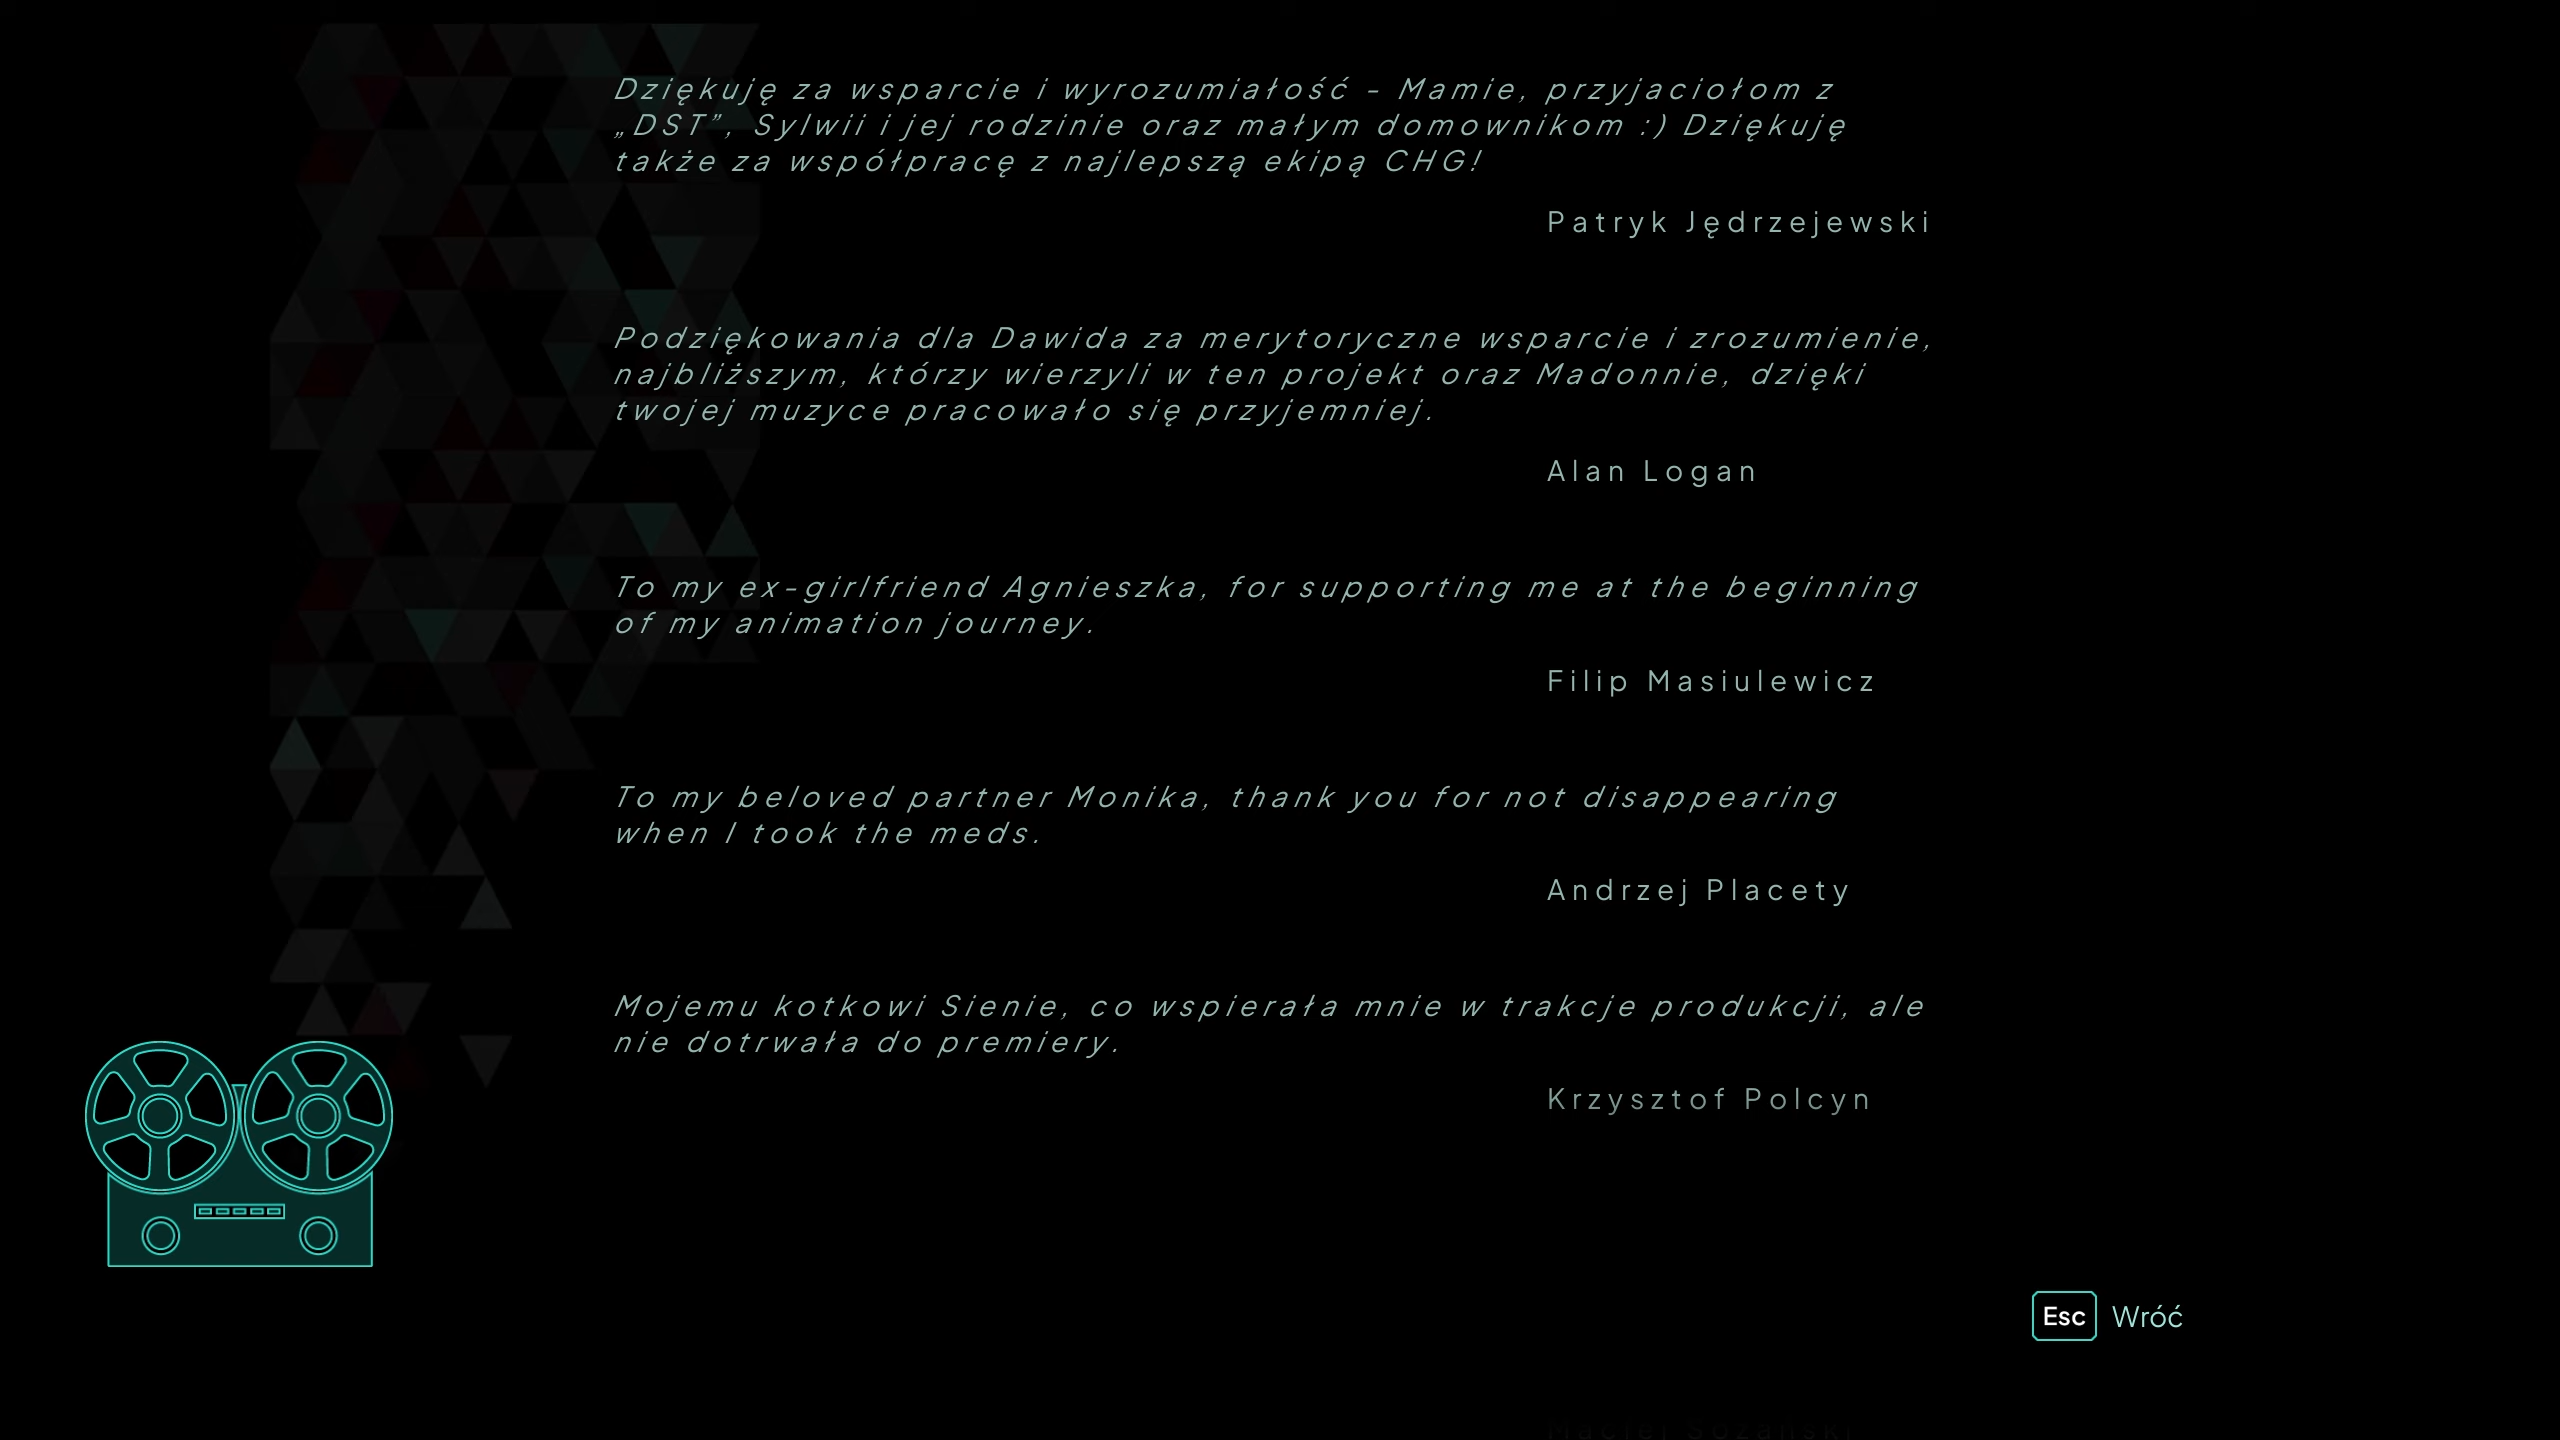 Dziękuję za wsparcie i wyrozumiałość - Mamie, przyjaciołom z
„DST”, Sylwii i jej rodzinie oraz małym domownikom :) Dziękuję
także za współpracę z najlepszą ekipą CHG!
Patryk Jędrzejewski
Podziękowania dla Dawida za merytoryczne wsparcie i zrozumienie,
najbliższym, którzy wierzyli w ten projekt oraz Madonnie, dzięki
twojej muzyce pracowało się przyjemniej.
Alan Logan
To my ex-girlfriend Agnieszka, for supporting me at the beginning
of my animation journey.
Filip Masiulewicz
To my beloved partner Monika, thank you for not disappearing
when I took the meds.
Andrzej Placety
Mojemu kotkowi Sienie, co wspierała mnie w trakcje produkcji, ale
nie dotrwała do premiery.
Krzysztof Polcyn
Esc Wróć